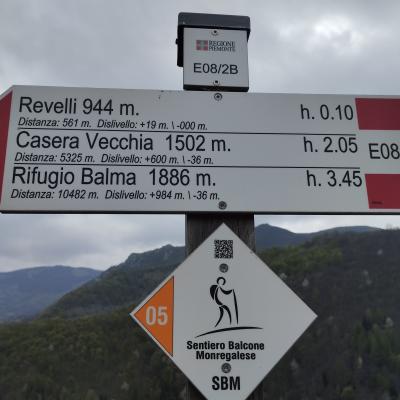 REGIONE
PIEMONTE
E08/2B
Revelli 944 m. h. 0.10
Distanza: 561 m. Dislivello: +19 m. \ -000 m.
Casera Vecchia 1502 m. h. 2.05 E08
Distanza: 5325 m. Dislivello: +600 m. \ -36 m.
Rifugio Balma 1886 m. h. 3.45
Distanza: 10482 m. Dislivello: +984 m. \ -36 m.
05
Sentiero Balcone
Monregalese
SBM